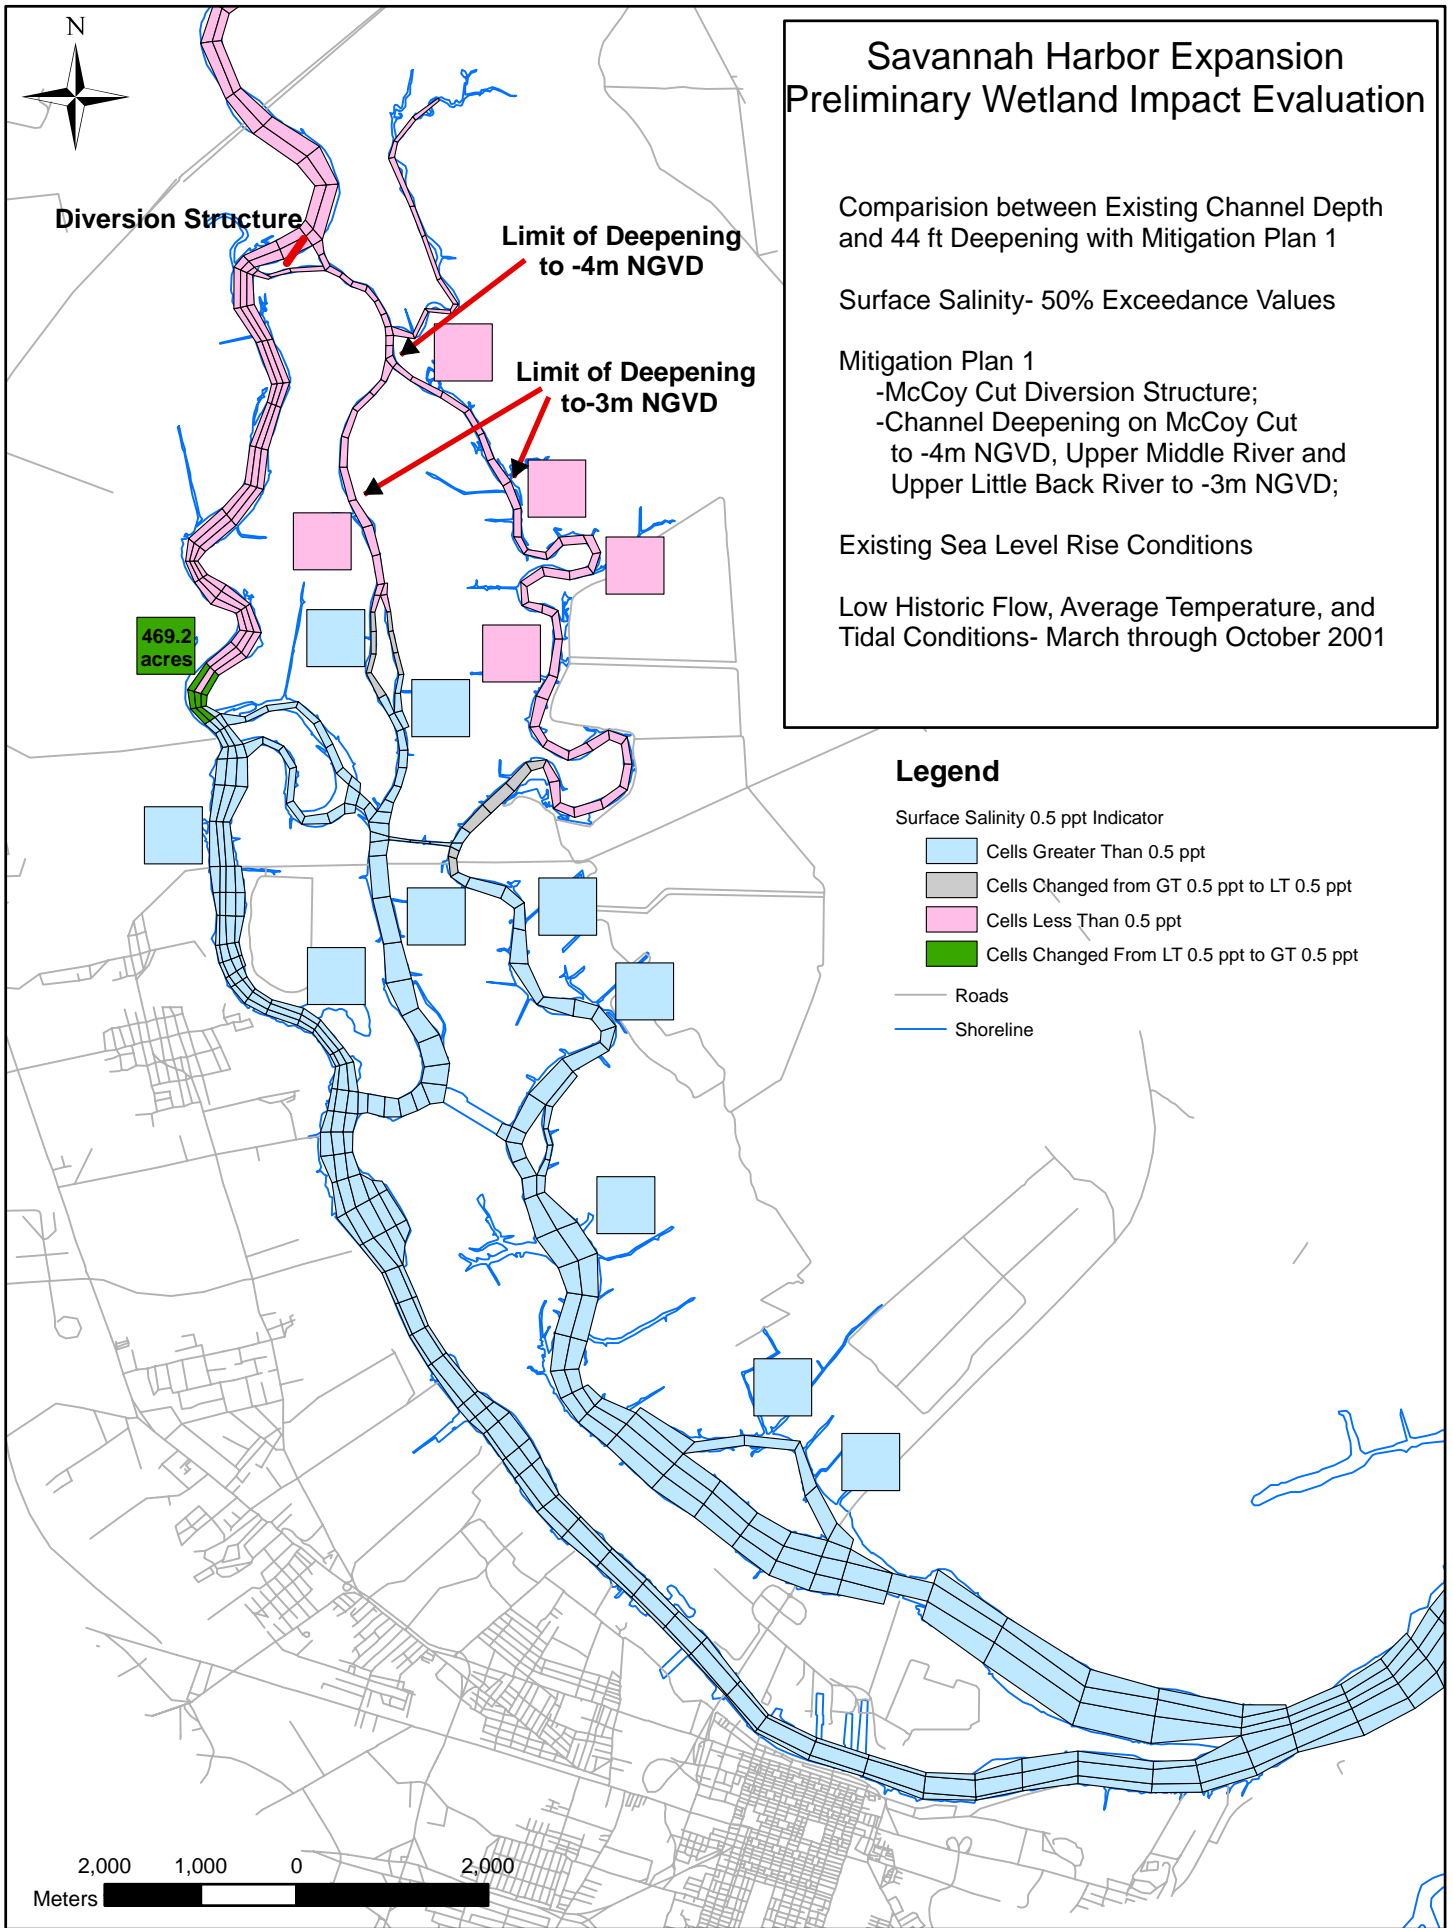 N
Savannah Harbor Expansion
Preliminary Wetland Impact Evaluation
Comparision between Existing Channel Depth
and 44 ft Deepening with Mitigation Plan 1
Surface Salinity- 50% Exceedance Values
Mitigation Plan 1
-McCoy Cut Diversion Structure;
-Channel Deepening on McCoy Cut
to -4m NGVD, Upper Middle River and
Upper Little Back River to -3m NGVD;
Existing Sea Level Rise Conditions
Low Historic Flow, Average Temperature, and
Tidal Conditions- March through October 2001
Diversion Structure
Limit of Deepening
to -4m NGVD
Limit of Deepening
to-3m NGVD
469.2
acres
Legend
Surface Salinity 0.5 ppt Indicator
Cells Greater Than 0.5 ppt
Cells Changed from GT 0.5 ppt to LT 0.5 ppt
Cells Less Than 0.5 ppt
Cells Changed From LT 0.5 ppt to GT 0.5 ppt
Roads
Shoreline
2,000 1,000 0 2,000
Meters